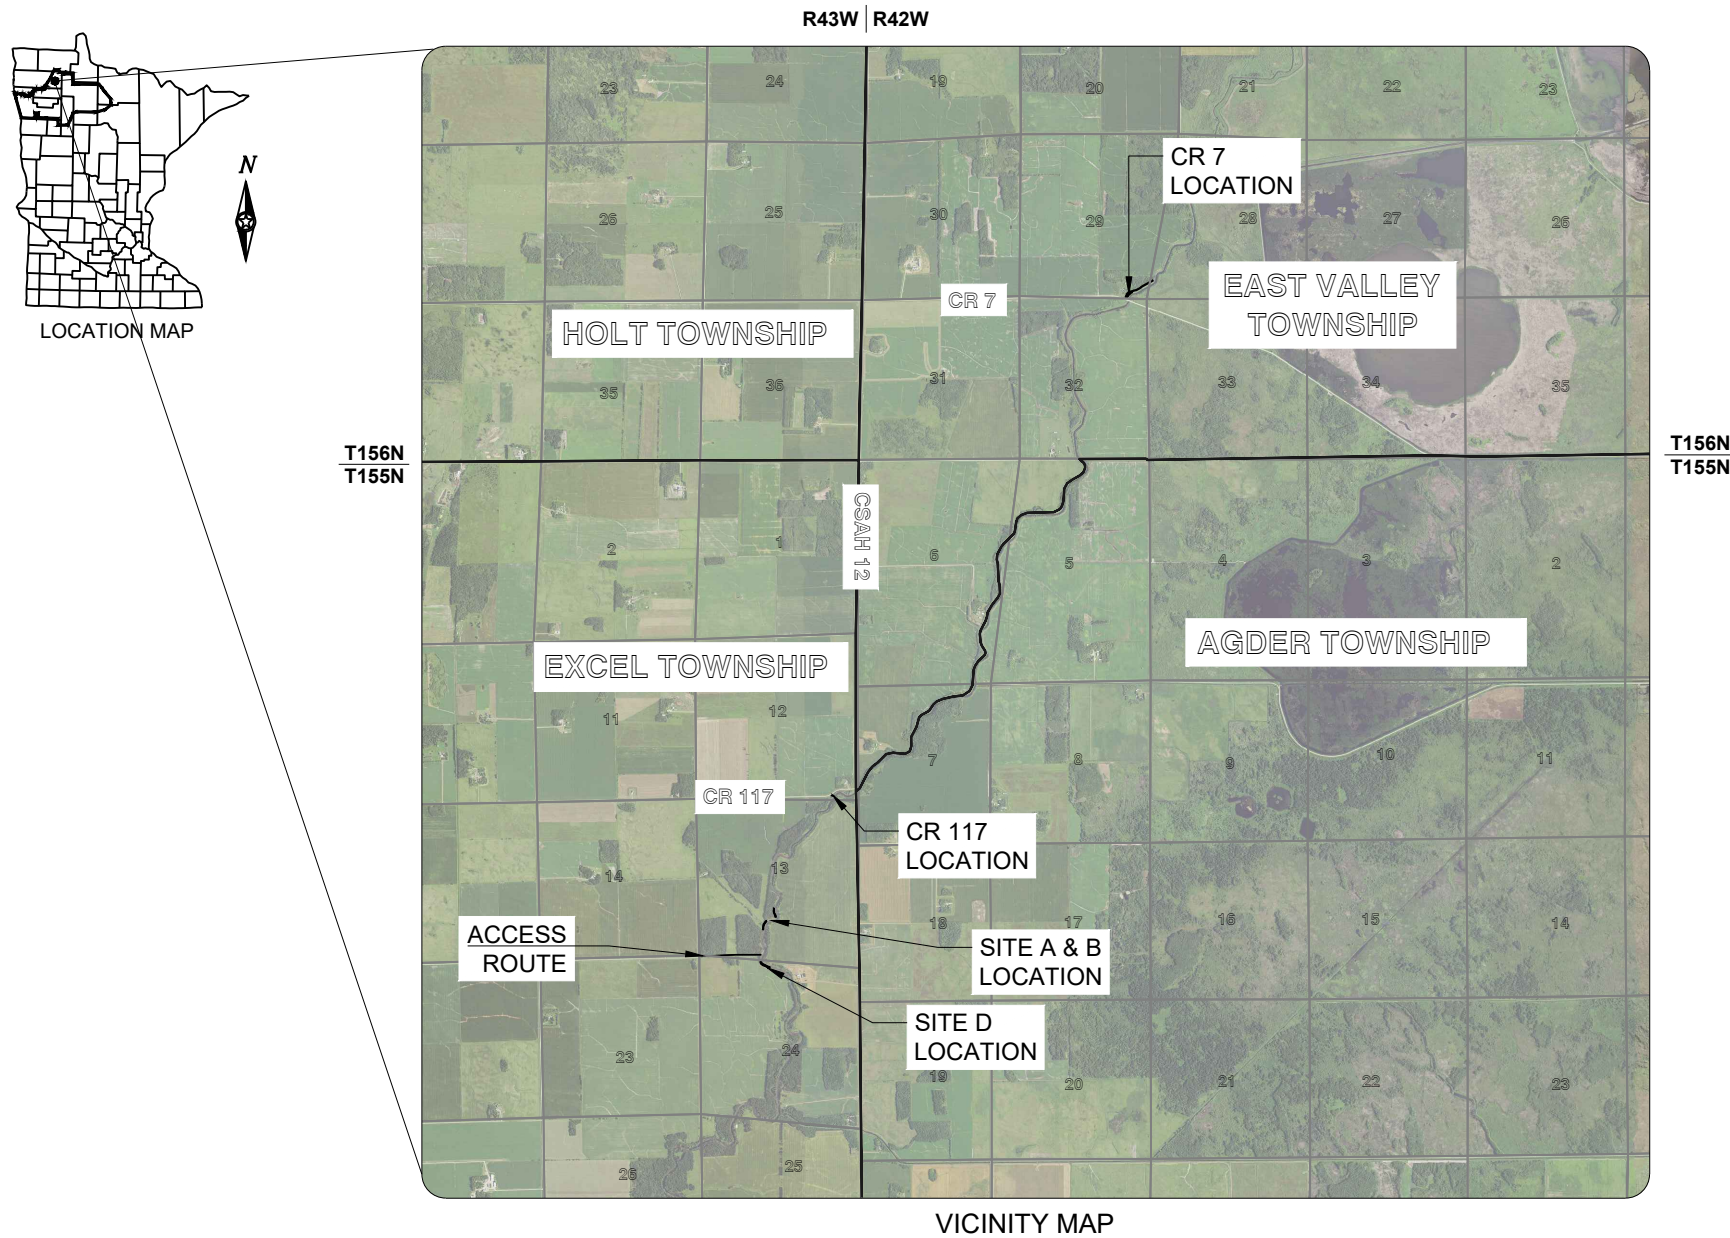 R43W R42W
N
LOCATION MAP
23
24
19
20
21
22
23
CR 7
LOCATION
26
25
30
29
28
27
26
CR 7
EAST VALLEY
TOWNSHIP
HOLT TOWNSHIP
35
36
31
32
33
34
35
T156N
T155N
T156N
T155N
CSAH 12
2
1
6
5
4
3
2
EXCEL TOWNSHIP
AGDER TOWNSHIP
11
12
7
8
9
10
11
CR 117
CR 117
LOCATION
14
13
18
17
16
15
14
ACCESS
ROUTE
SITE A & B
LOCATION
SITE D
LOCATION
23
24
19
20
21
22
23
26
25
VICINITY MAP